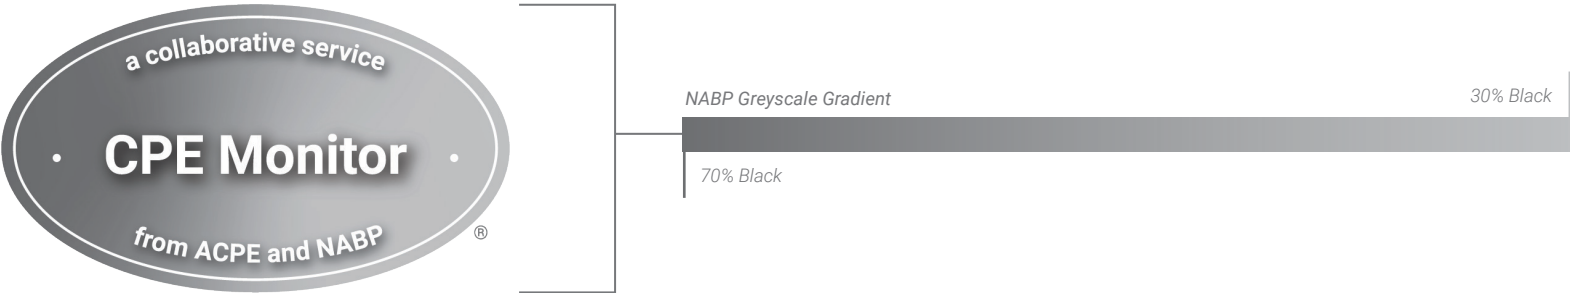 a collaborative service
CPE Monitor
from ACPE and NABP
®
NABP Greyscale Gradient
30% Black
70% Black